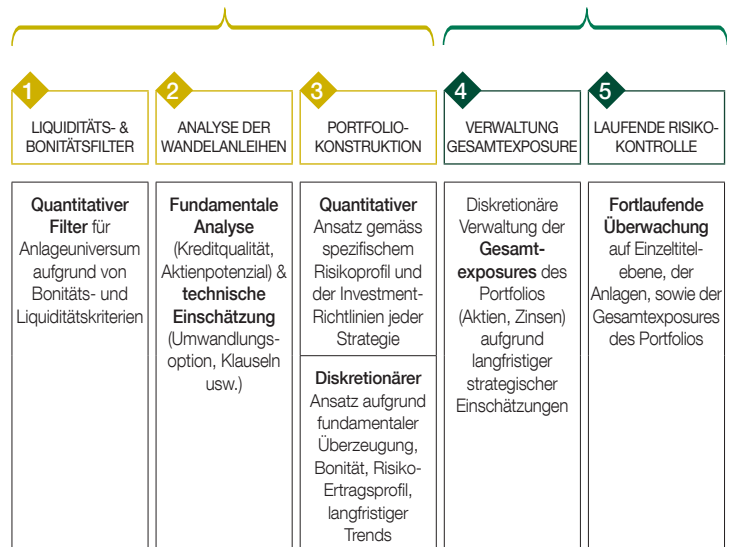 1
LIQUIDITÄTS- &
BONITÄTSFILTER
2
ANALYSE DER
WANDELANLEIHEN
3
PORTFOLIO-
KONSTRUKTION
4
VERWALTUNG
GESAMTEXPOSURE
5
LAUFENDE RISIKO-
KONTROLLE
Quantitativer
Filter für
Anlageuniversum
aufgrund von
Bonitäts- und
Liquiditätskriterien
Fundamentale
Analyse
(Kreditqualität,
Aktienpotenzial) &
technische
Einschätzung
(Umwandlungs-
option, Klauseln
usw.)
Quantitativer
Ansatz gemäss
spezifischem
Risikoprofil und
der Investment-
Richtlinien jeder
Strategie
Diskretionärer
Ansatz aufgrund
fundamentaler
Überzeugung,
Bonität, Risiko-
Ertragsprofil,
langfristiger
Trends
Diskretionäre
Verwaltung der
Gesamt-
exposures des
Portfolios
(Aktien, Zinsen)
aufgrund
langfristiger
strategischer
Einschätzungen
Fortlaufende
Überwachung
auf Einzeltitel-
ebene, der
Anlagen, sowie der
Gesamtexposures
des Portfolios